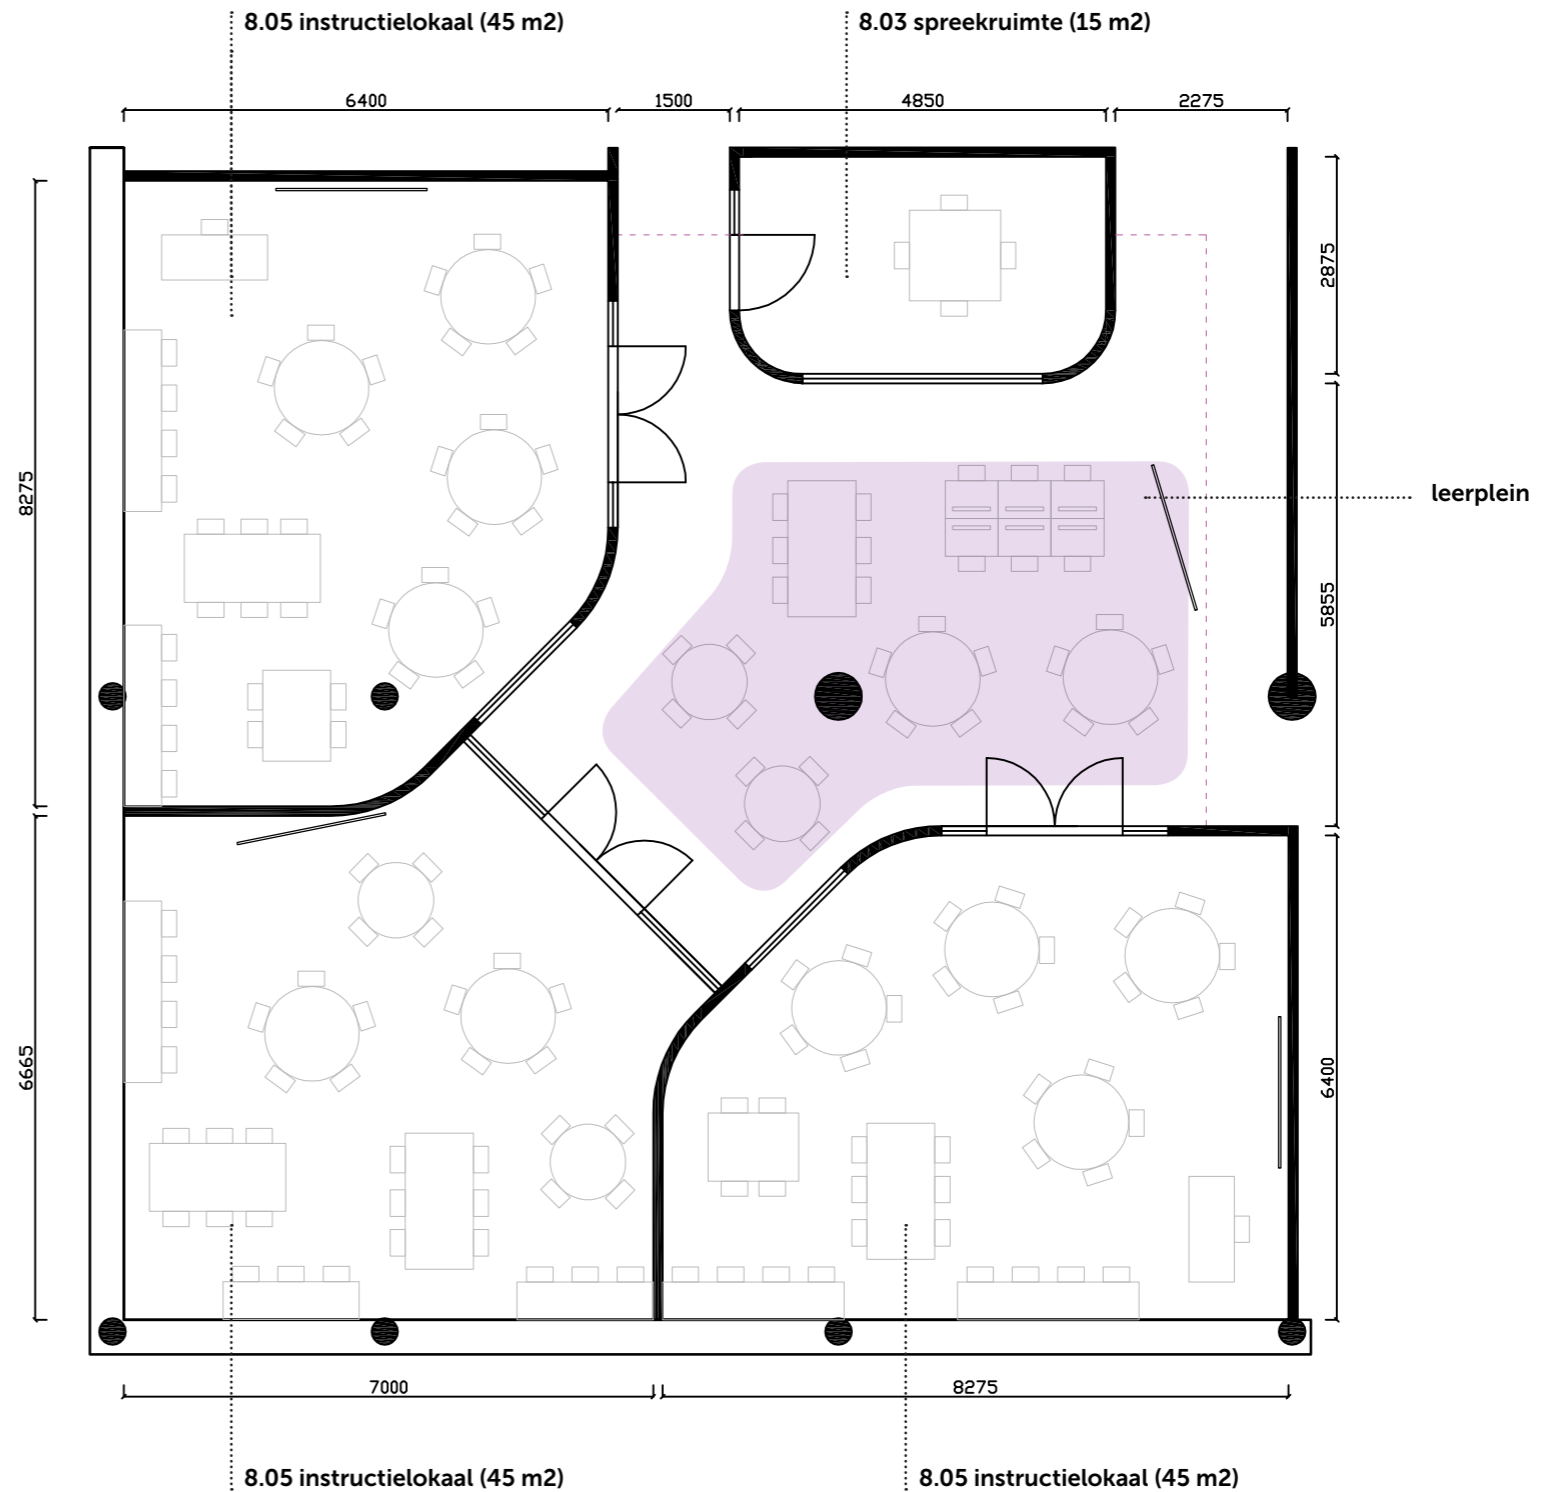 8.05 instructielokaal (45 m2)
8.03 spreekruimte (15 m2)
6400
1500
4850
2275
2875
8275
leerplein
5855
6665
6400
7000
8275
8.05 instructielokaal (45 m2)
8.05 instructielokaal (45 m2)